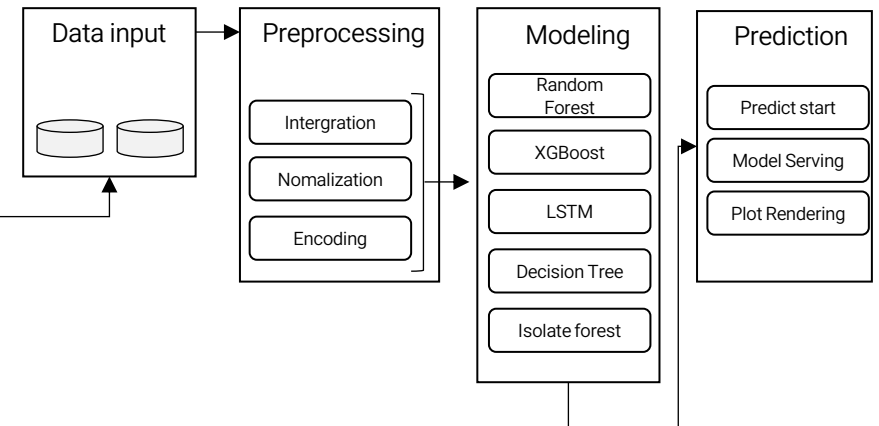 Data input
Preprocessing
Intergration
Nomalization
Encoding
Modeling
Random
Forest
XGBoost
LSTM
Decision Tree
Isolate forest
Prediction
Predict start
Model Serving
Plot Rendering